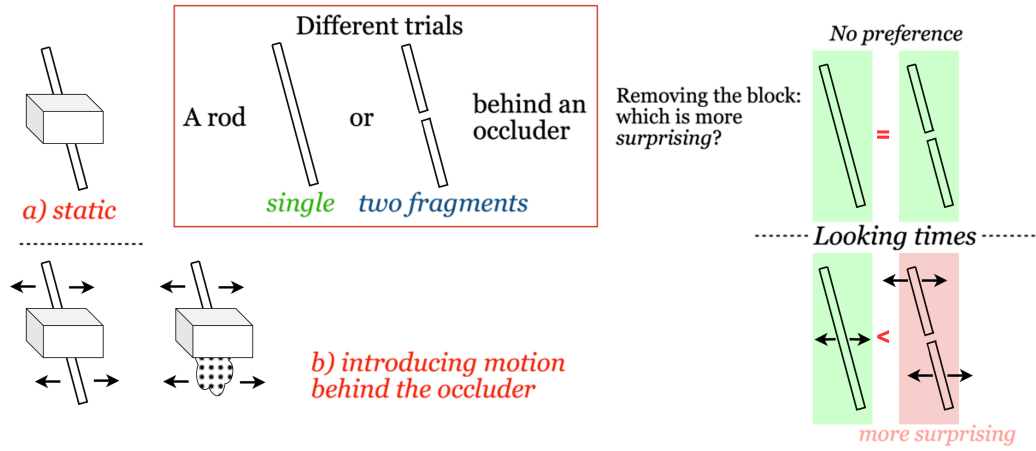 Different trials
A rod
or
behind an
occluder
single
two fragments
a) static
Removing the block:
which is more
surprising?
No preference
=
Looking times
<
b) introducing motion
behind the occluder
more surprising